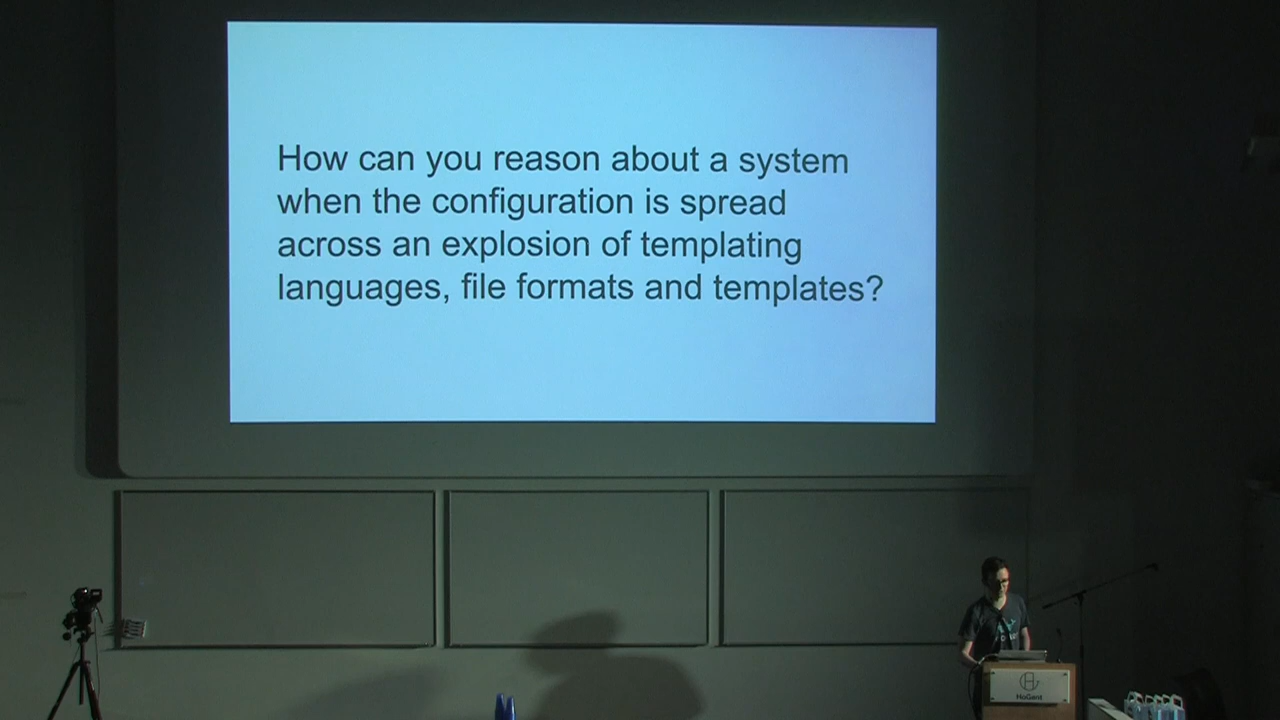 How can you reason about a system
when the configuration is spread
across an explosion of templating
languages, file formats and templates?
HoGent